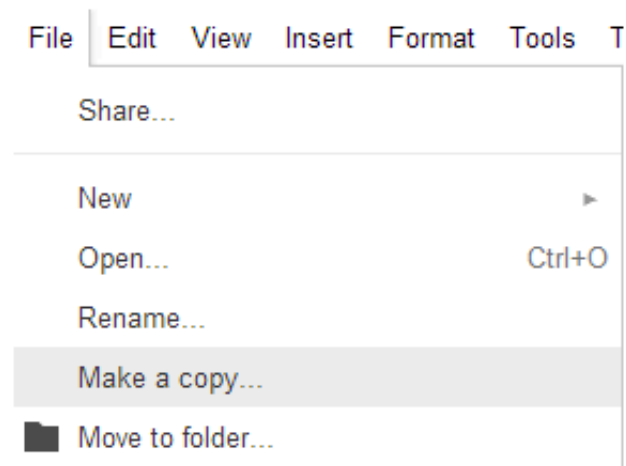 File Edit View Insert Format Tools
Share...
New
Open... Ctrl+O
Rename...
Make a copy...
Move to folder...